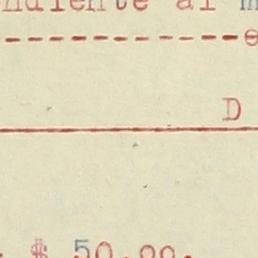 ndiente al m
----------e
D
$ 50.00.